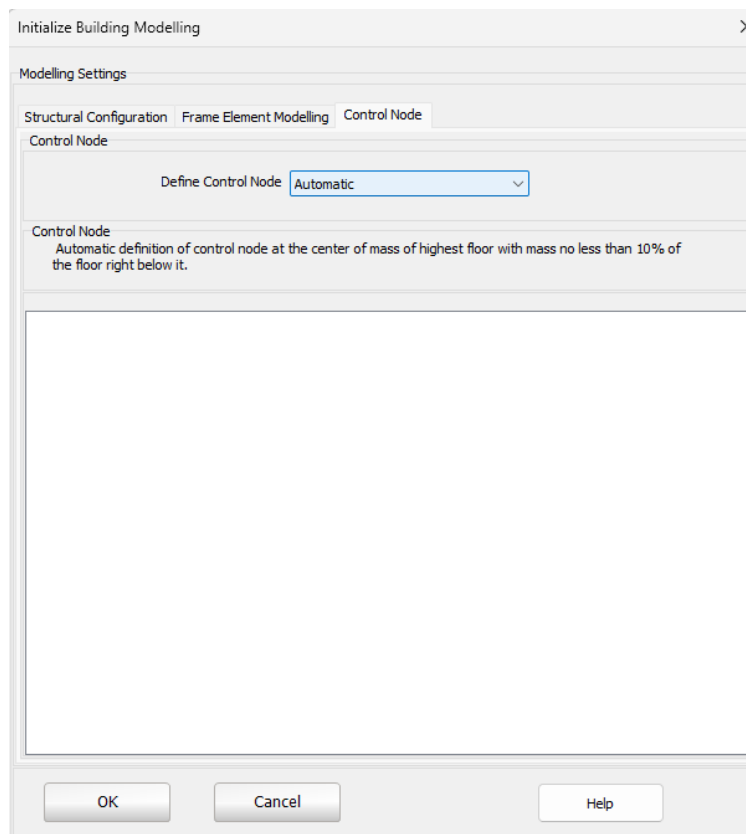 Initialize Building Modelling
Modelling Settings
Structural Configuration Frame Element Modelling Control Node
Control Node
Define Control Node Automatic
Control Node
Automatic definition of control node at the center of mass of highest floor with mass no less than 10% of
the floor right below it.
OK Cancel Help